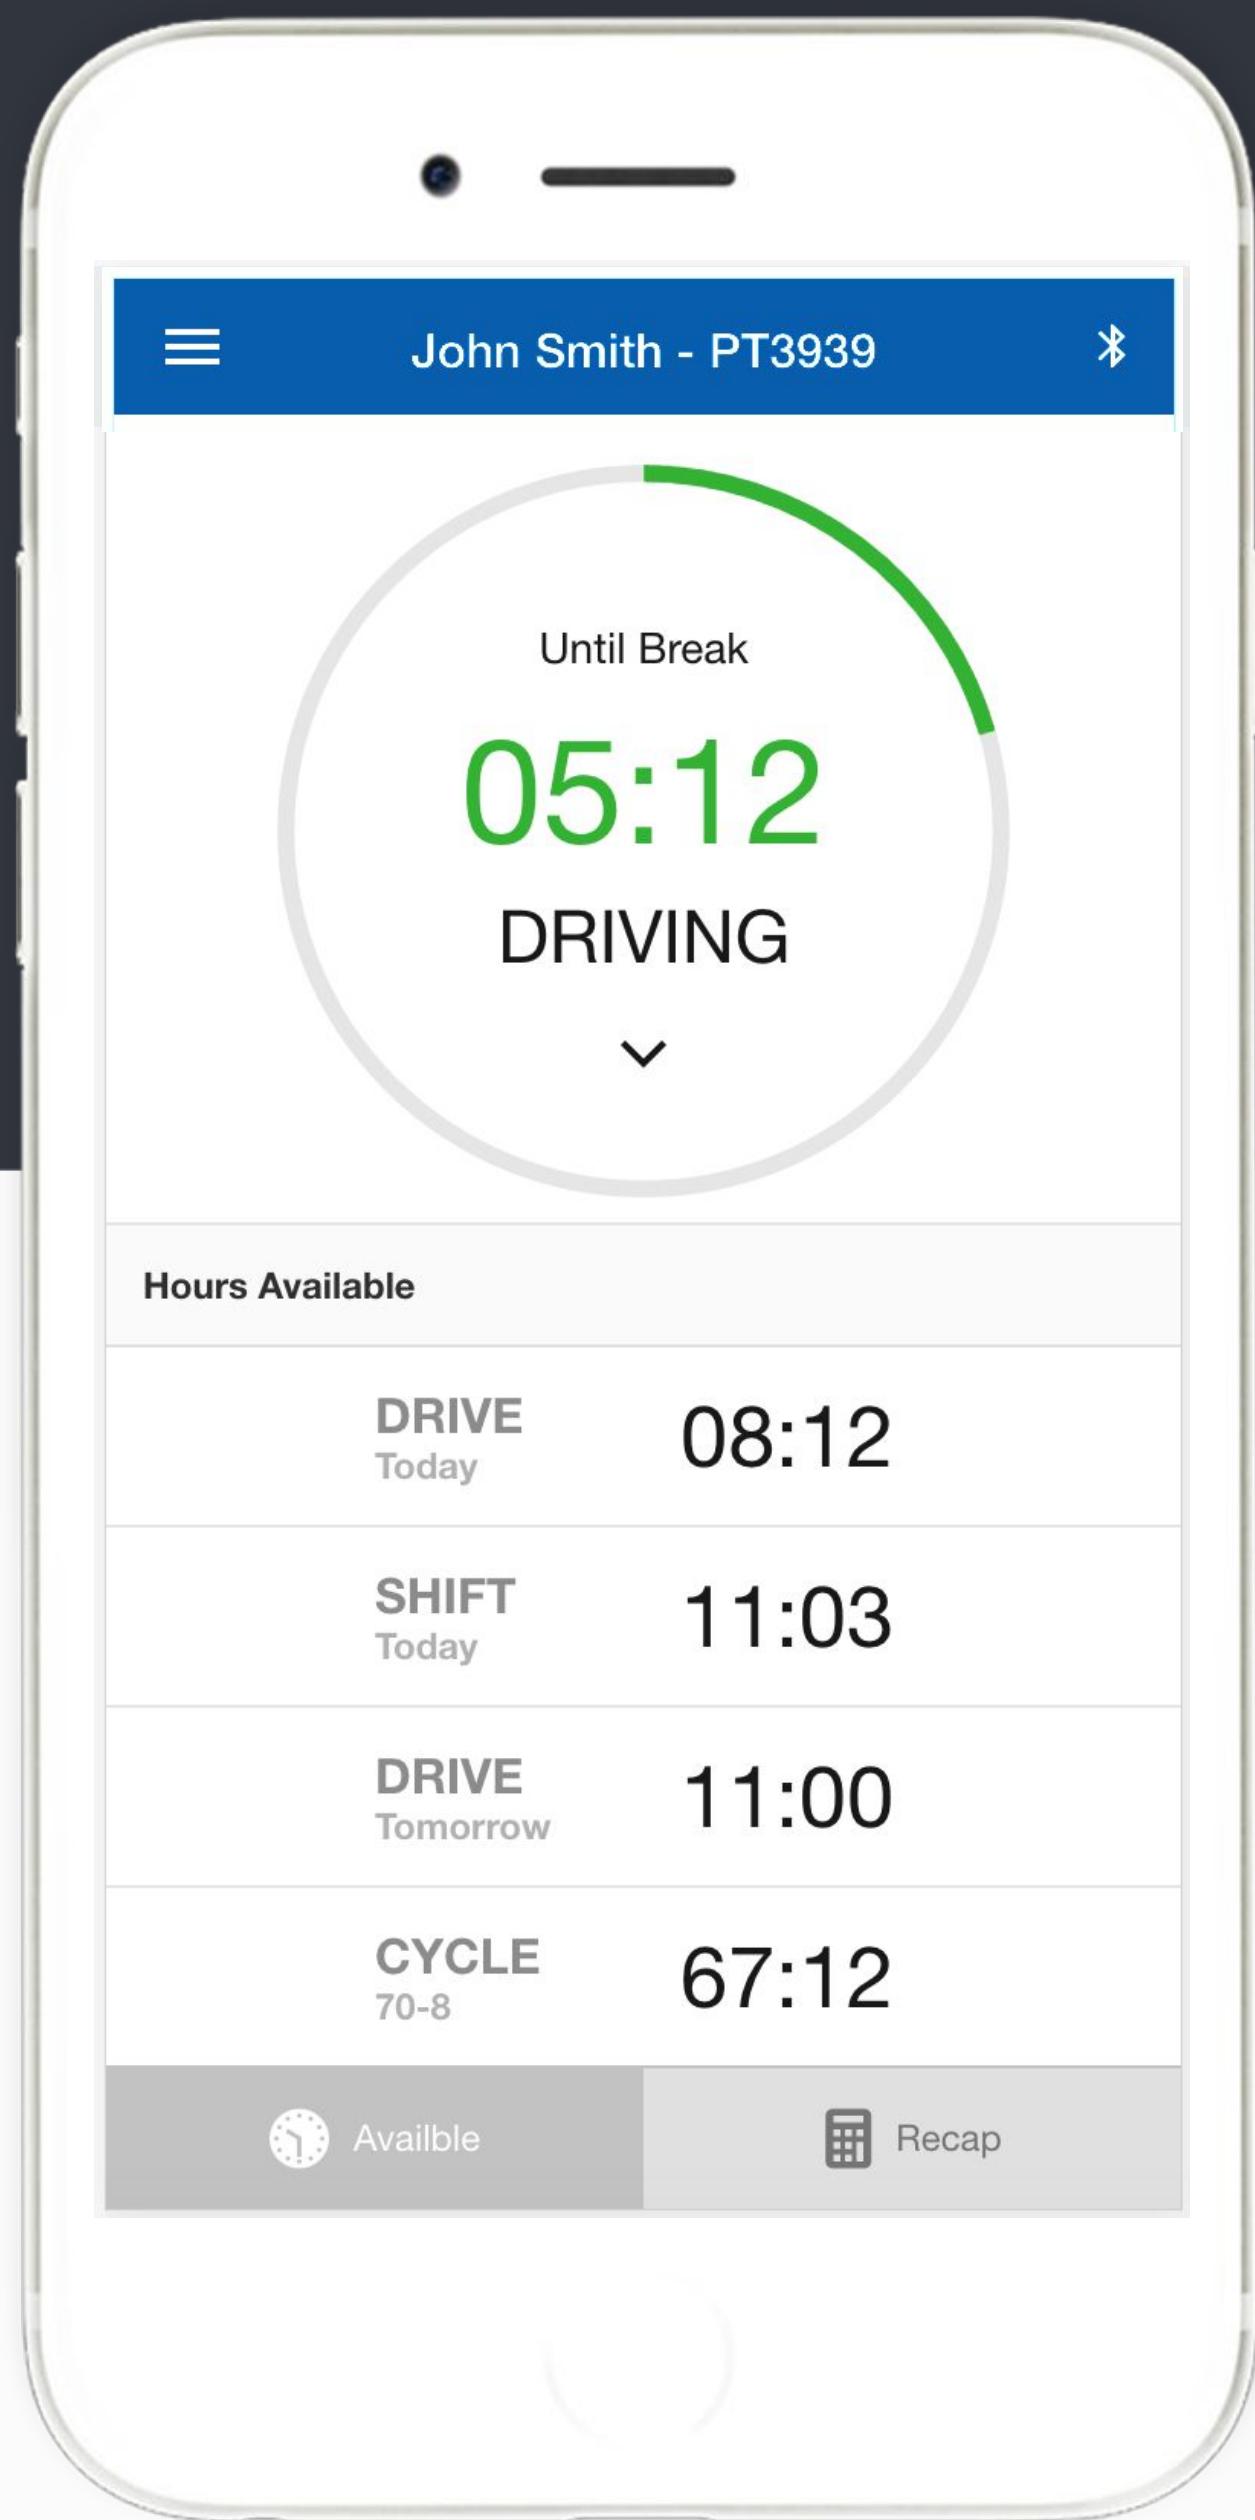 John Smith - PT3939
Until Break
05:12
DRIVING
Hours Available
DRIVE
Today
08:12
SHIFT
Today
11:03
DRIVE
Tomorrow
11:00
CYCLE
70-8
67:12
Availble
Recap